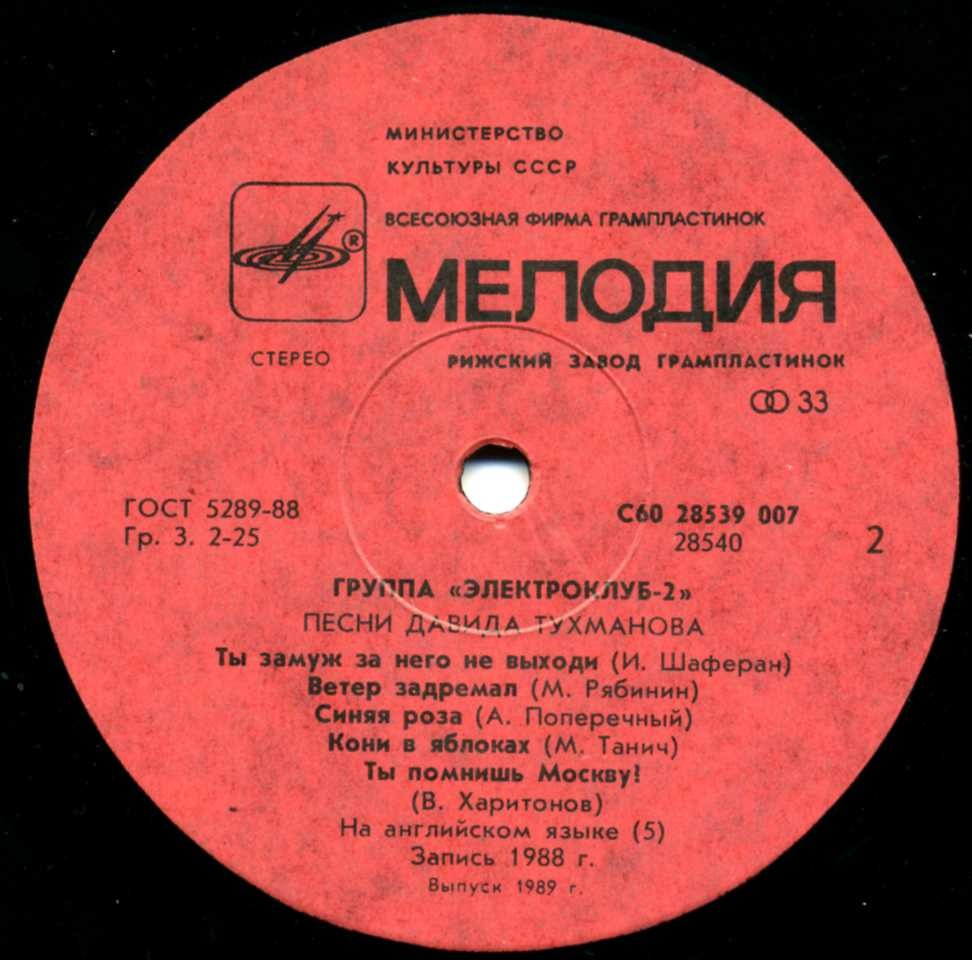 МИНИСТЕРСТВО
КУЛЬТУРЫ СССР
ВСЕСОЮЗНАЯ ФИРМА ГРАМПЛАСТИНОК
®
МЕЛОДИЯ
СТЕРЕО
РИЖСКИЙ ЗАВОД ГРАМПЛАСТИНОК
33
ГОСТ 5289-88
Гр. 3. 2-25
С60 28539 007
28540
2
ГРУППА «ЭЛЕКТРОКЛУБ-2»
ПЕСНИ ДАВИДА ТУХМАНОВА
Ты замуж за него не выходи (И. Шаферан)
Ветер задремал (М. Рябинин)
Синяя роза (А. Поперечный)
Кони в яблоках (М. Танич)
Ты помнишь Москву?
(В. Харитонов)
На английском языке (5)
Запись 1988 г.
Выпуск 1989 г.